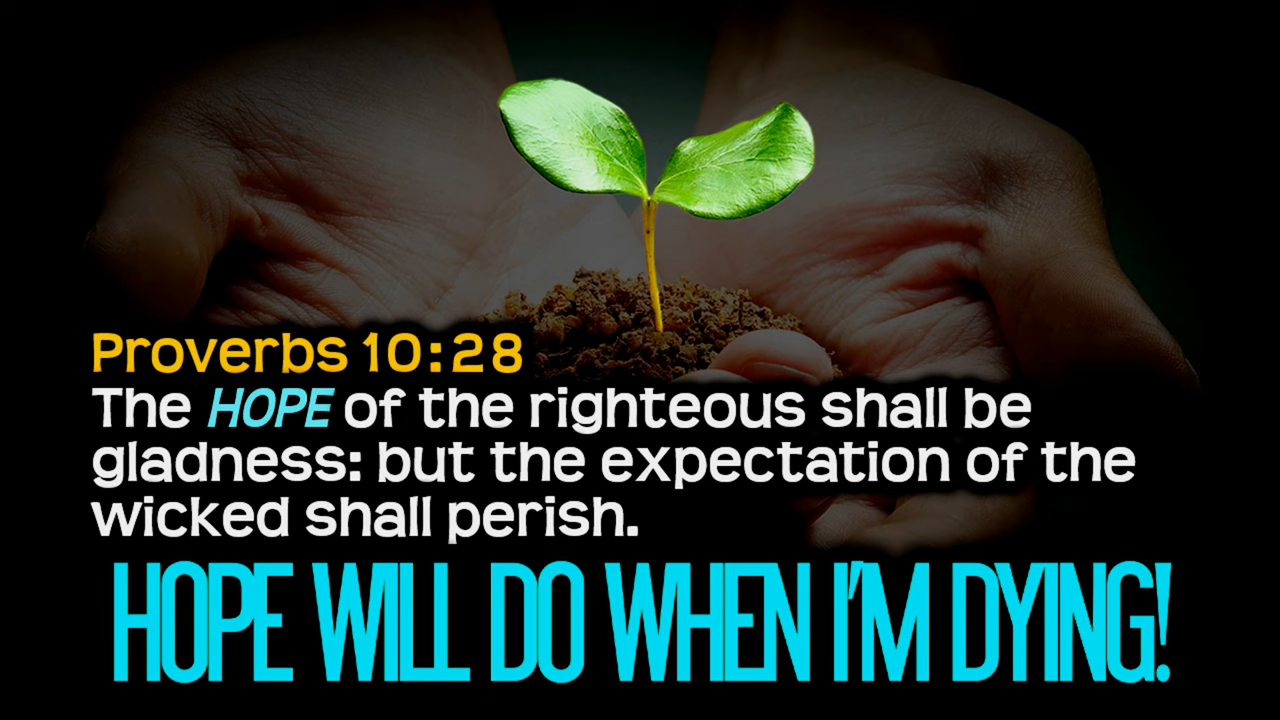 Proverbs 10:28
The HOPE of the righteous shall be
gladness: but the expectation of the
wicked shall perish.
HOPE WILL DO WHEN I'M DYING!